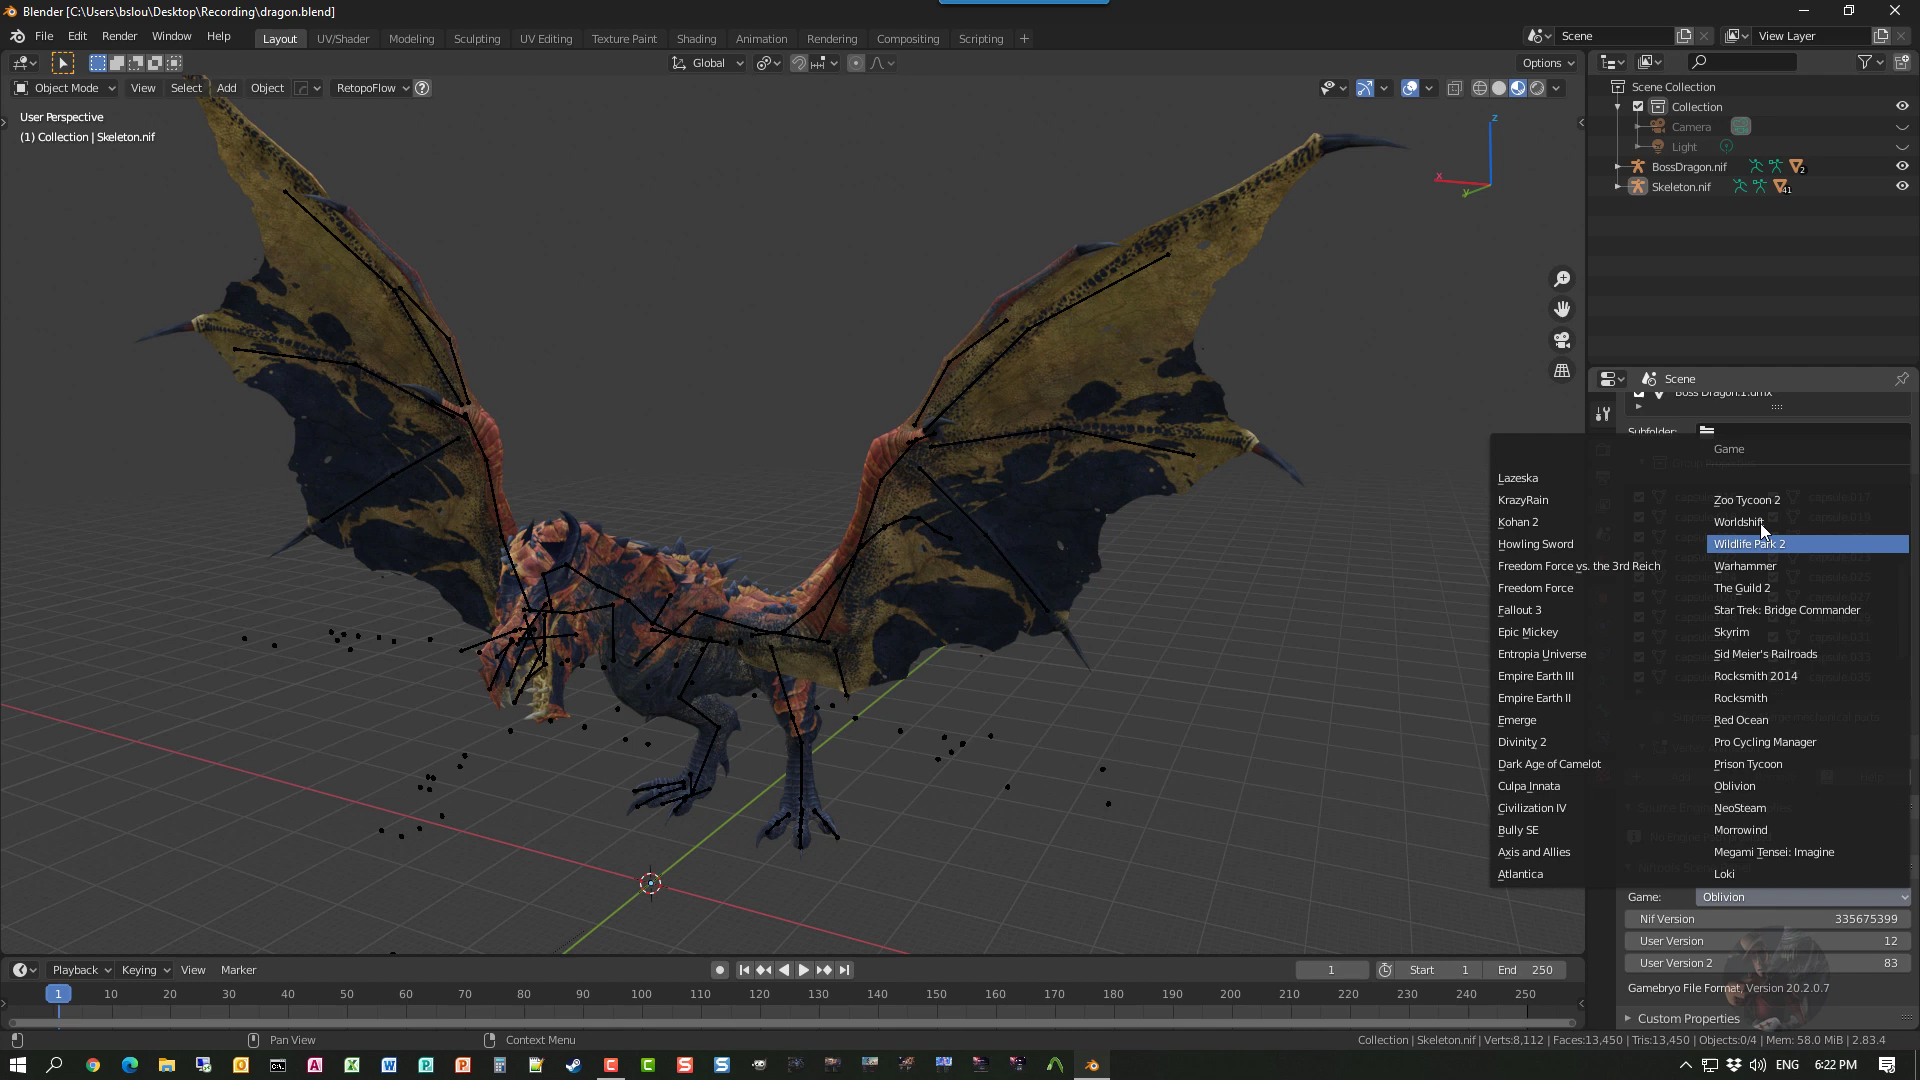 Blender [C:\Users\bslou\Desktop\Recording\dragon.blend]
File Edit Render Window Help
Layout UV/Shader Modeling Sculpting UV Editing Texture Paint Shading Animation Rendering Compositing Scripting +
Scene
View Layer
Global
Options
Object Mode View Select Add Object RetopoFlow
User Perspective
(1) Collection | Skeleton.nif
Z
X
Y
Scene Collection
Collection
Camera
Light
BossDragon.nif 2
Skeleton.nif 41
Scene
Boss Dragon.1.dmx
Subfolder:
Game
Lazeska
KrazyRain
Kohan 2
Howling Sword
Freedom Force vs. the 3rd Reich
Freedom Force
Fallout 3
Epic Mickey
Entropia Universe
Empire Earth III
Empire Earth II
Emerge
Divinity 2
Dark Age of Camelot
Culpa Innata
Civilization IV
Bully SE
Axis and Allies
Atlantica
Zoo Tycoon 2
Worldshift
Wildlife Park 2
Warhammer
The Guild 2
Star Trek: Bridge Commander
Skyrim
Sid Meier's Railroads
Rocksmith 2014
Rocksmith
Red Ocean
Pro Cycling Manager
Prison Tycoon
Oblivion
NeoSteam
Morrowind
Megami Tensei: Imagine
Loki
Game: Oblivion
Nif Version 335675399
User Version 12
User Version 2 83
Gamebryo File Format, Version 20.2.0.7
Custom Properties
Playback Keying View Marker
1 Start 1 End 250
1 10 20 30 40 50 60 70 80 90 100 110 120 130 140 150 160 170 180 190 200 210 220 230 240 250
Pan View
Context Menu
Collection | Skeleton.nif | Verts:8,112 | Faces:13,450 | Tris:13,450 | Objects:0/4 | Mem: 58.0 MiB | 2.83.4
ENG 6:22 PM